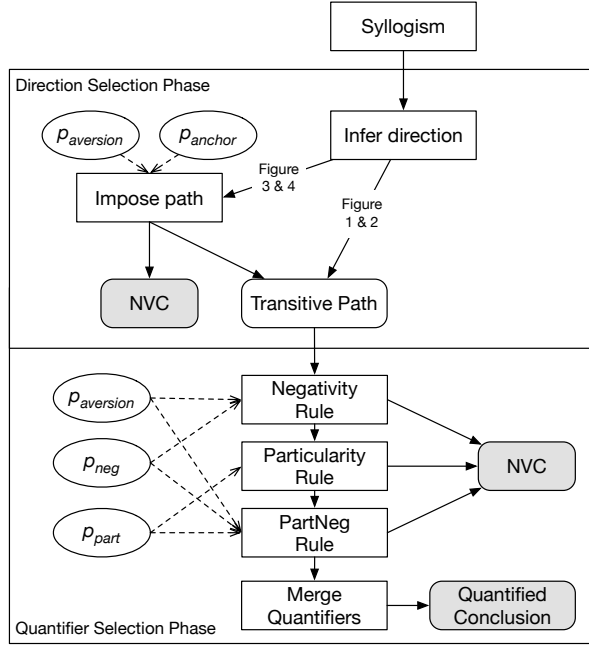 Syllogism
Direction Selection Phase
p_aversion
p_anchor
Infer direction
Figure
3 & 4
Impose path
Figure
1 & 2
NVC
Transitive Path
p_aversion
Negativity
Rule
p_neg
Particularity
Rule
NVC
p_part
PartNeg
Rule
Merge
Quantifiers
Quantified
Conclusion
Quantifier Selection Phase